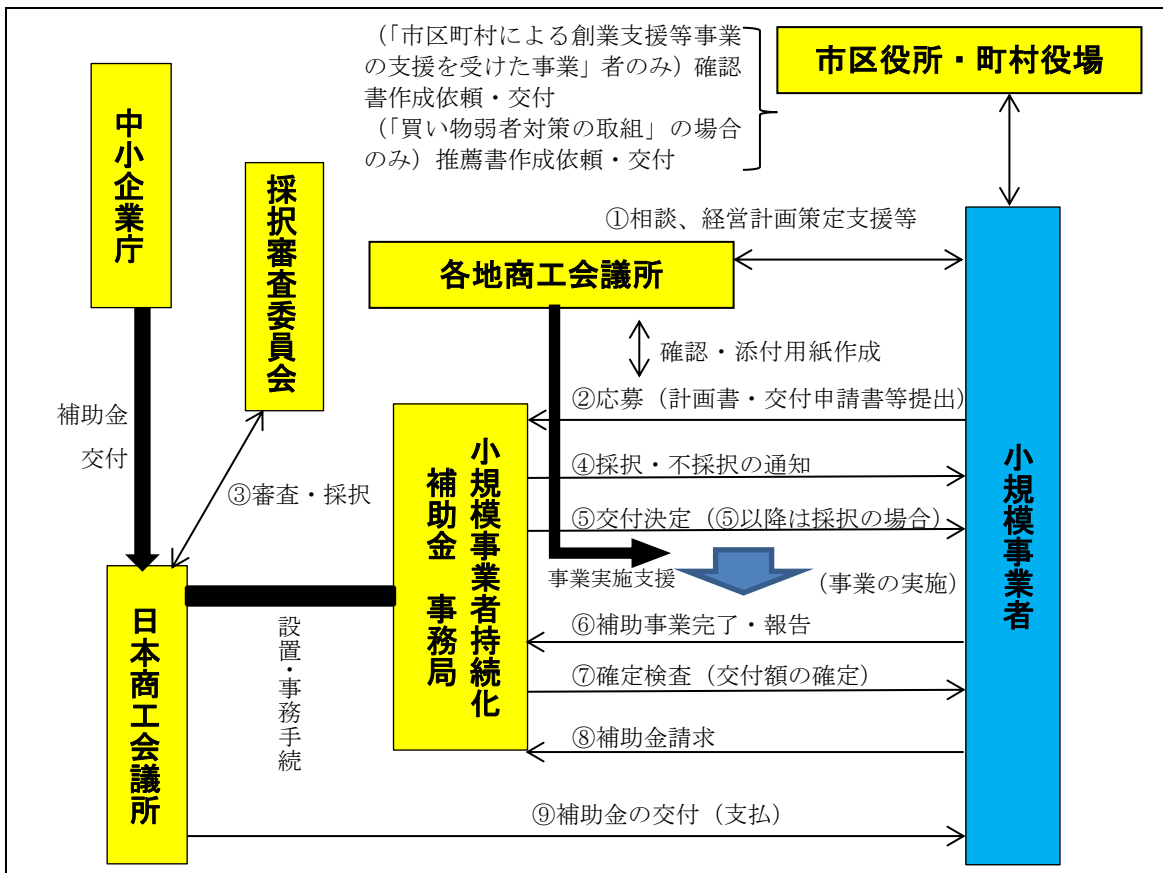 （「市区町村による創業支援等事業
の支援を受けた事業」者のみ）確認
書作成依頼・交付
（「買い物弱者対策の取組」の場合
のみ）推薦書作成依頼・交付
市区役所・町村役場
中小企業庁
採択審査委員会
①相談、経営計画策定支援等
各地商工会議所
確認・添付用紙作成
②応募（計画書・交付申請書等提出）
補助金
交付
③審査・採択
小規模事業者持続化
補助金　事務局
④採択・不採択の通知
⑤交付決定（⑤以降は採択の場合）
小規模事業者
事業実施支援
（事業の実施）
日本商工会議所
設置・事務手続
⑥補助事業完了・報告
⑦確定検査（交付額の確定）
⑧補助金請求
⑨補助金の交付（支払）